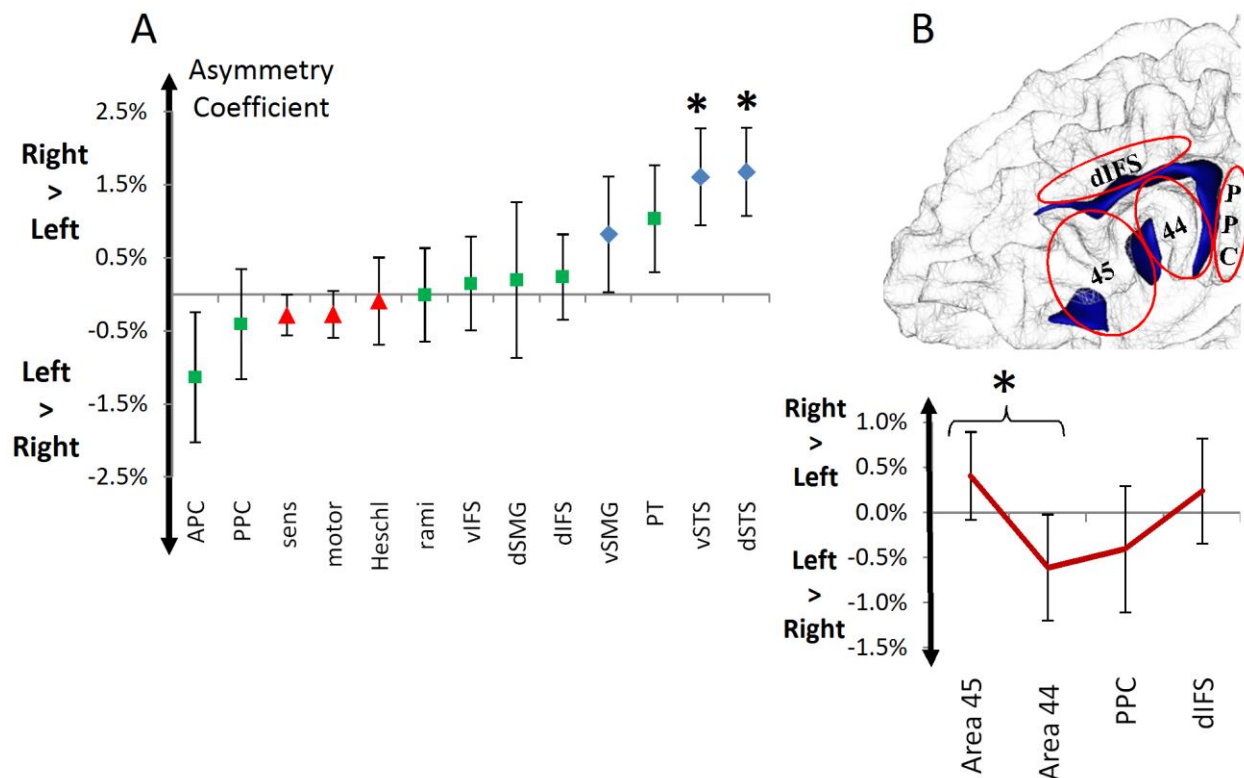 A
Asymmetry
Coefficient
Right
>
Left
Left
>
Right
2.5%
1.5%
0.5%
-0.5%
-1.5%
-2.5%
* *
APC
PPC
sens
motor
Heschl
rami
vIFS
dSMG
dIFS
vSMG
PT
vSTS
dSTS
B
dIFS
44
45
P
P
C
*
Right
>
Left
Left
>
Right
1.0%
0.5%
0.0%
-0.5%
-1.0%
-1.5%
Area 45
Area 44
PPC
dIFS